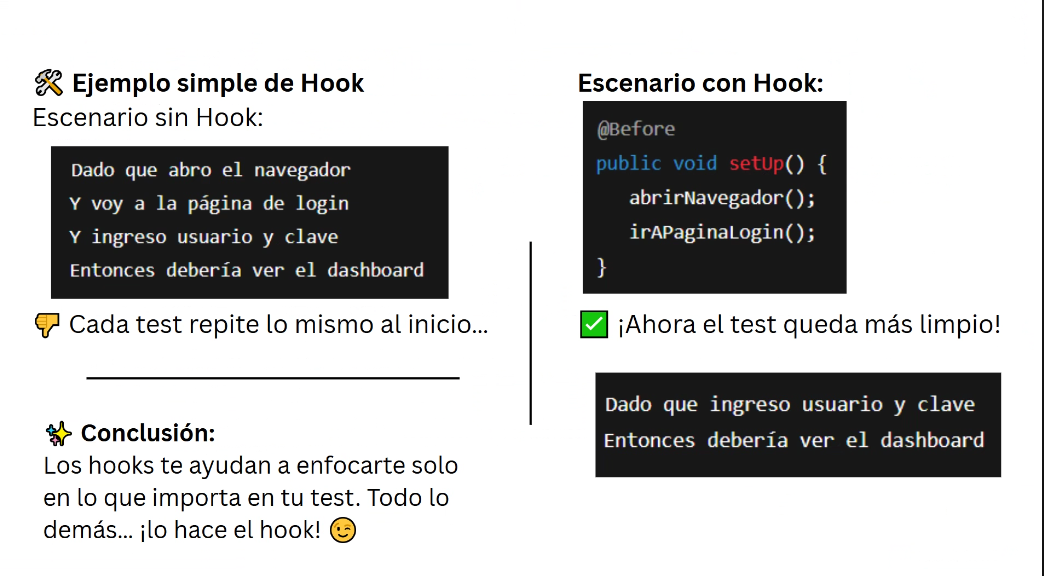 🛠️ Ejemplo simple de Hook
Escenario sin Hook:
Dado que abro el navegador
Y voy a la página de login
Y ingreso usuario y clave
Entonces debería ver el dashboard
👎 Cada test repite lo mismo al inicio...
✨ Conclusión:
Los hooks te ayudan a enfocarte solo
en lo que importa en tu test. Todo lo
demás... ¡lo hace el hook! 😉
Escenario con Hook:
@Before
public void setUp() {
abrirNavegador();
irAPaginaLogin();
}
✅ ¡Ahora el test queda más limpio!
Dado que ingreso usuario y clave
Entonces debería ver el dashboard